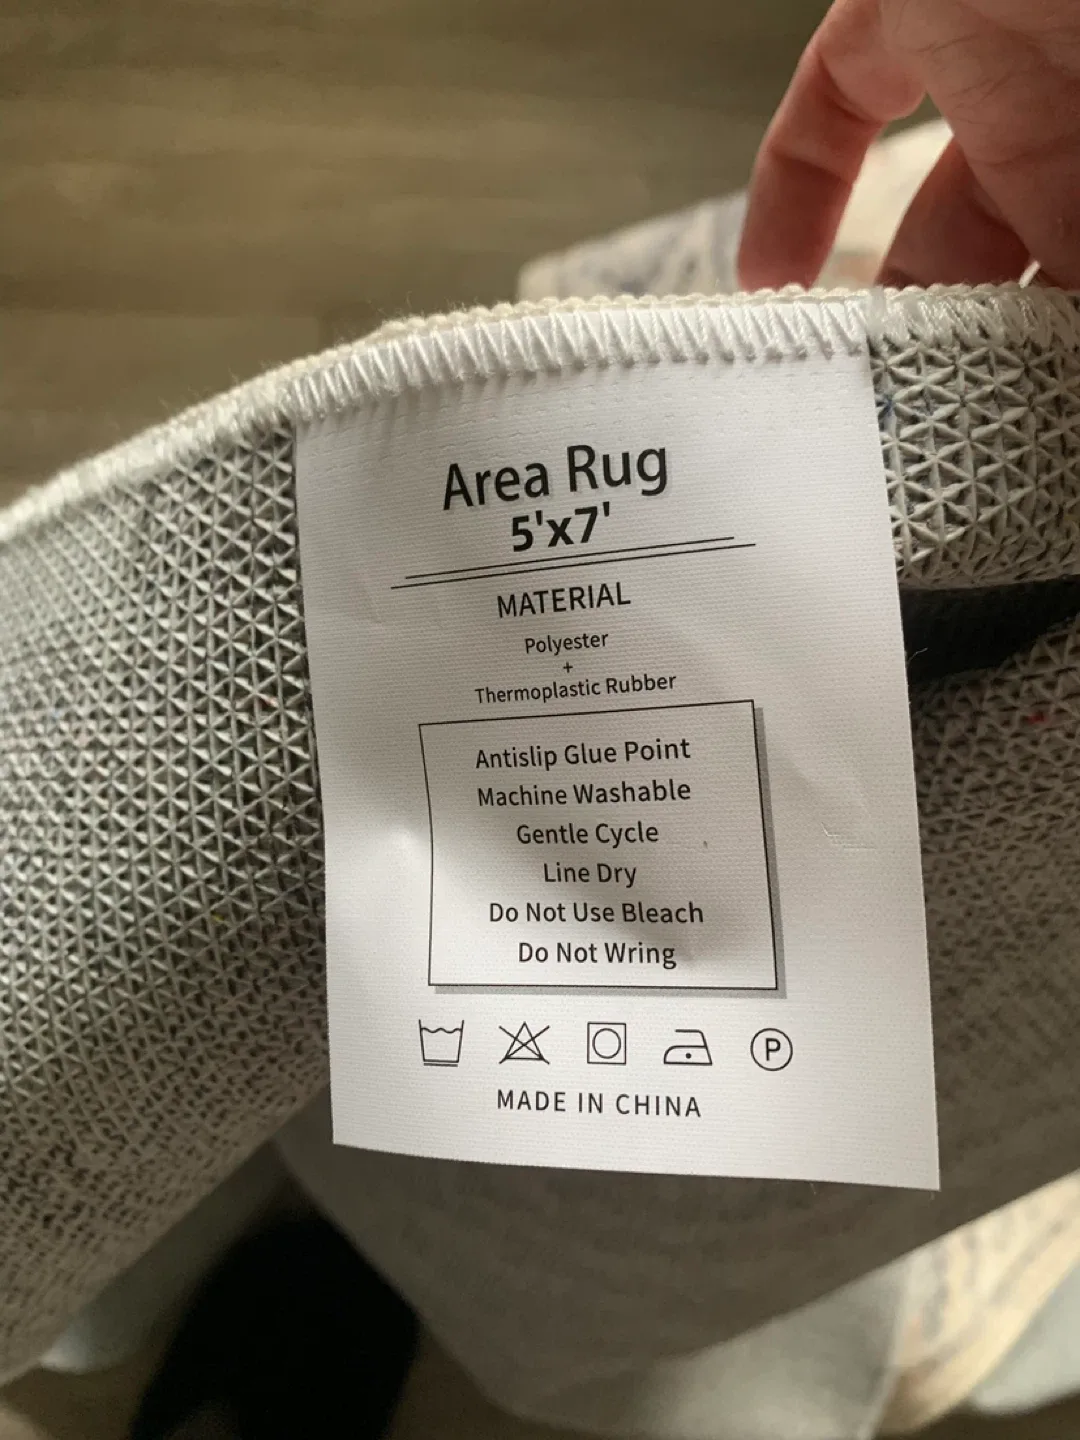 Area Rug
5'x7'
MATERIAL
Polyester
+
Thermoplastic Rubber
Antislip Glue Point
Machine Washable
Gentle Cycle
Line Dry
Do Not Use Bleach
Do Not Wring
P
MADE IN CHINA